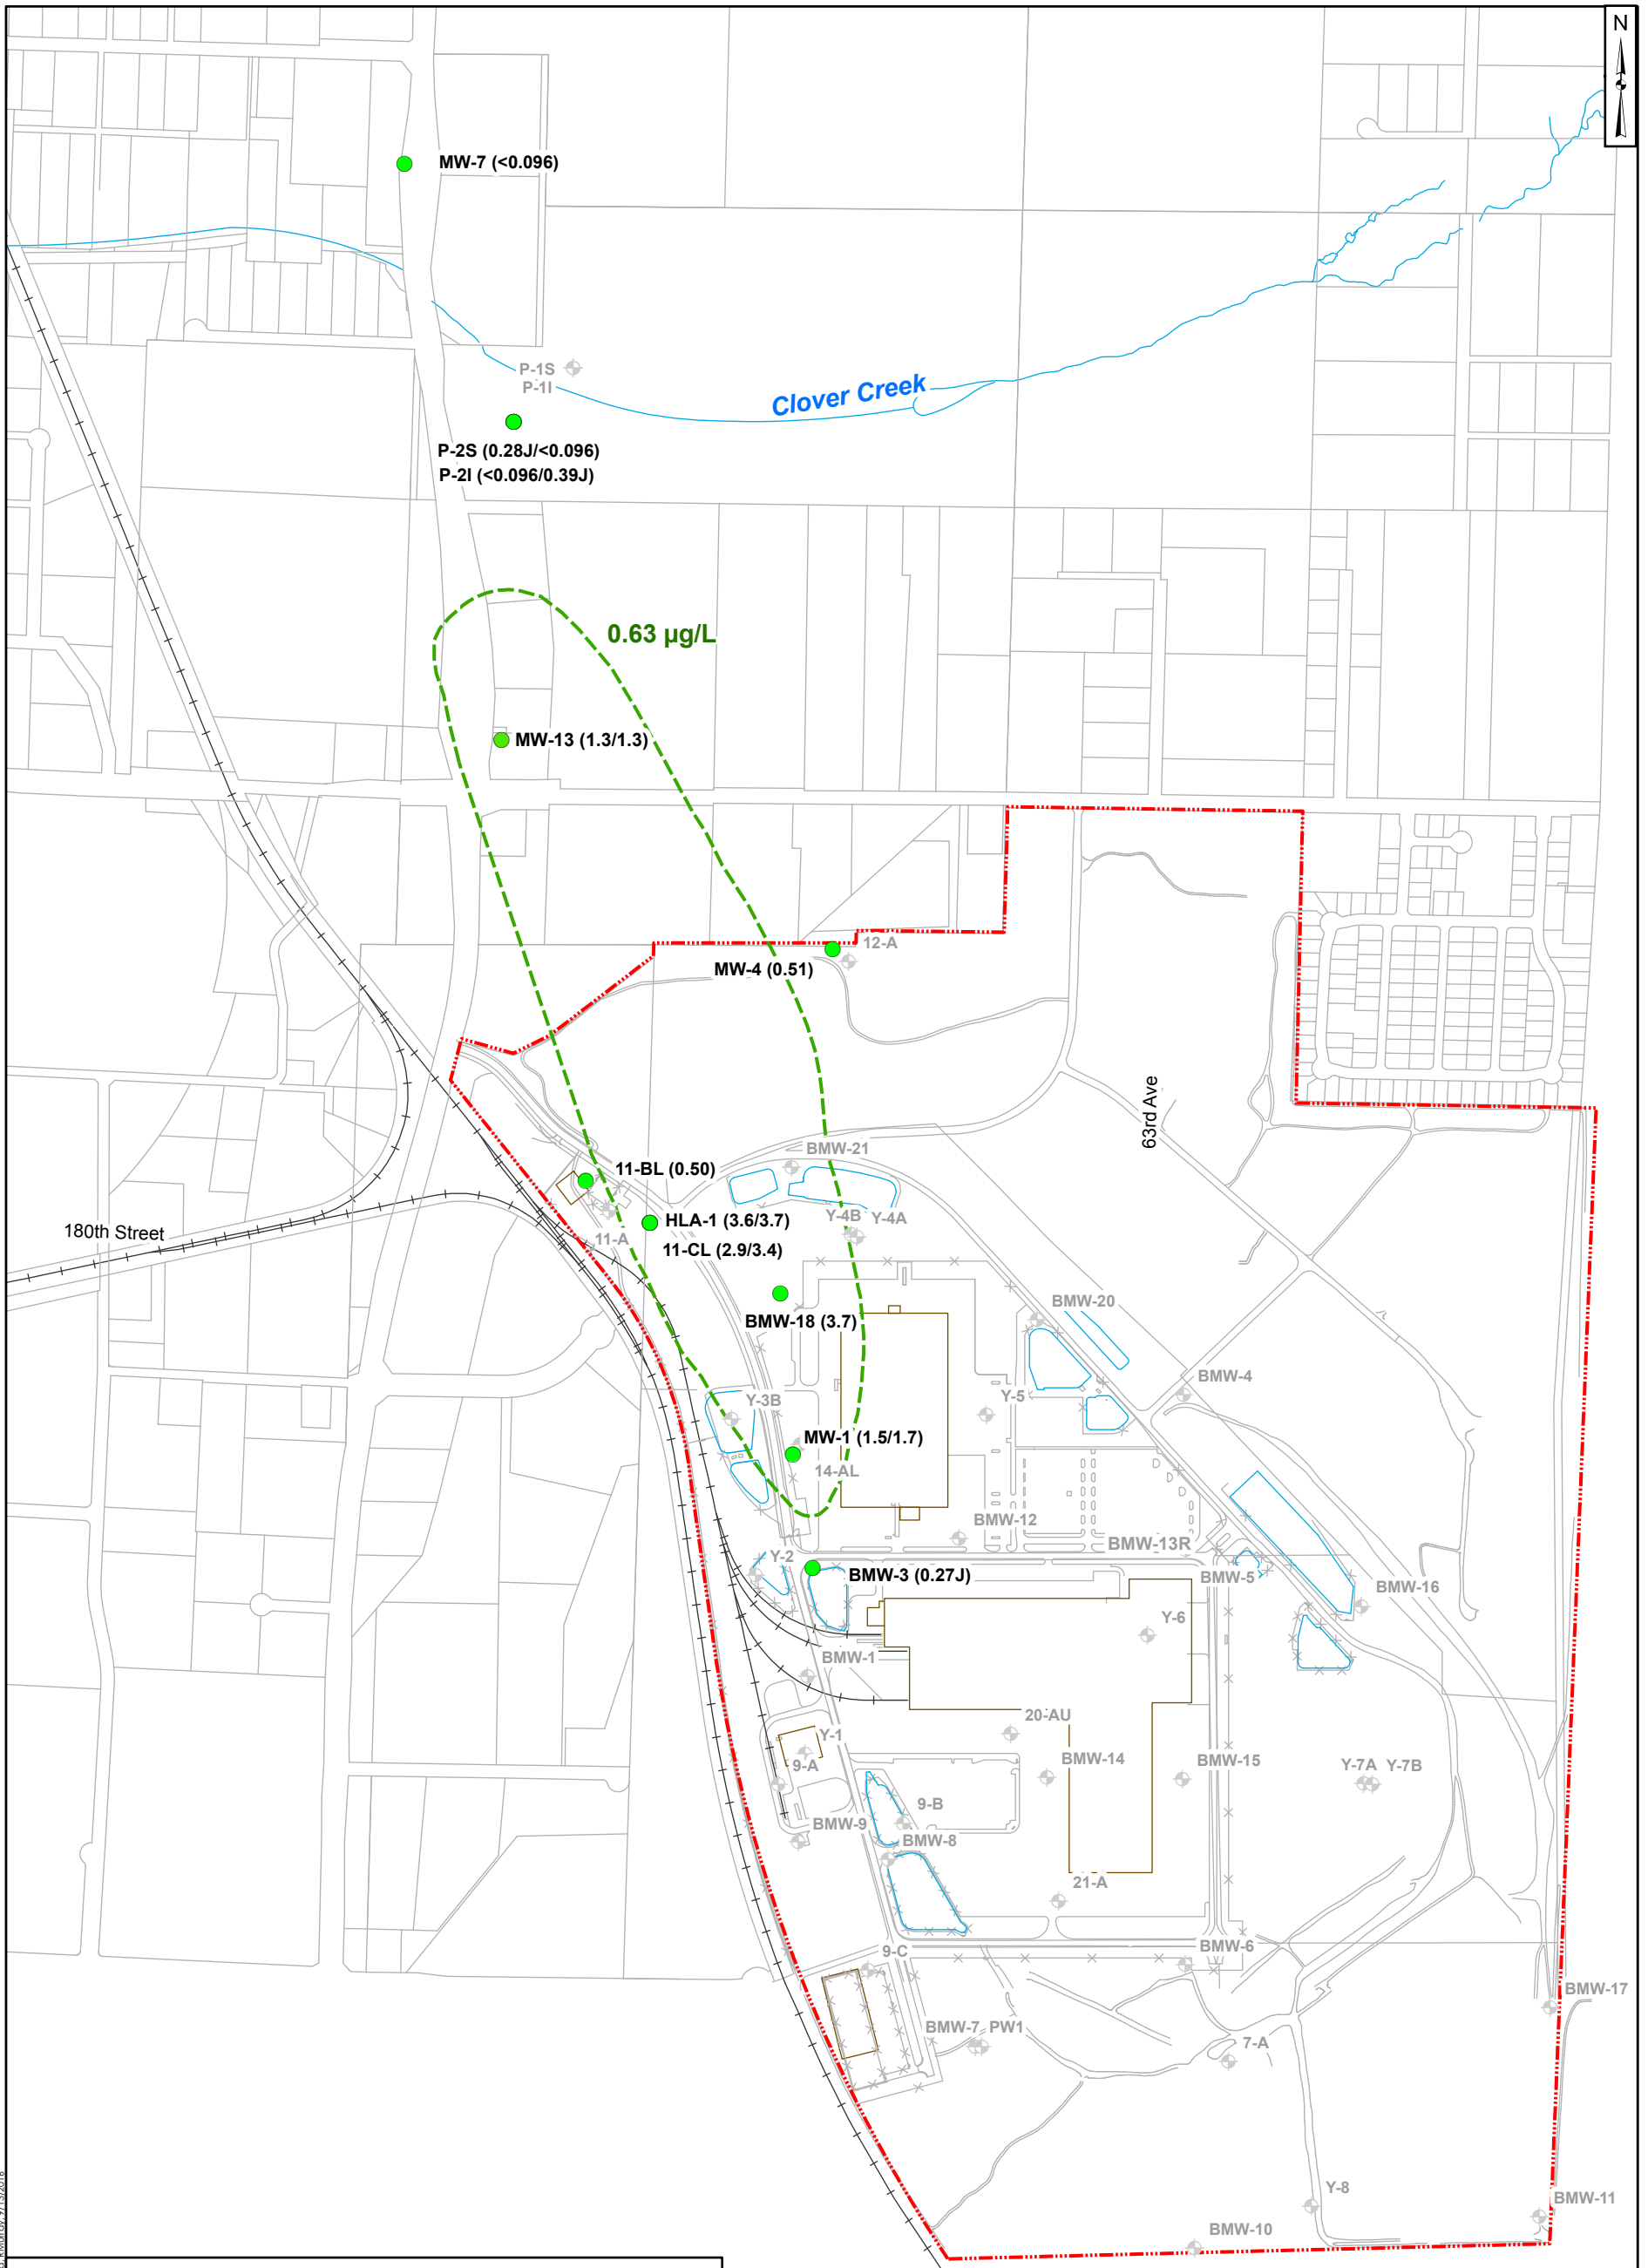 N
MW-7 (<0.096)
P-1S
P-1I
Clover Creek
P-2S (0.28J/<0.096)
P-2I (<0.096/0.39J)
0.63 µg/L
MW-13 (1.3/1.3)
12-A
MW-4 (0.51)
63rd Ave
BMW-21
11-BL (0.50)
HLA-1 (3.6/3.7)
Y-4B
Y-4A
180th Street
11-A
11-CL (2.9/3.4)
BMW-20
BMW-18 (3.7)
BMW-4
Y-3B
Y-5
MW-1 (1.5/1.7)
14-AL
BMW-12
BMW-13R
Y-2
BMW-3 (0.27J)
BMW-5
BMW-16
Y-6
BMW-1
20-AU
Y-1
BMW-14
BMW-15
Y-7A
Y-7B
9-A
9-B
BMW-9
BMW-8
21-A
9-C
BMW-6
BMW-17
BMW-7
PW1
7-A
Y-8
BMW-11
BMW-10